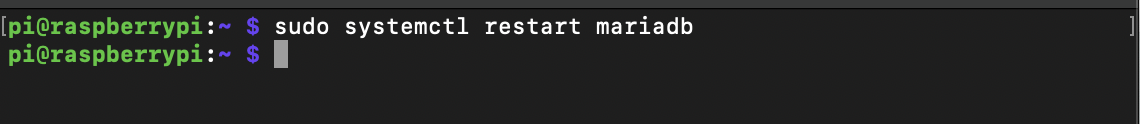 [pi@raspberrypi:~ $ sudo systemctl restart mariadb ]
pi@raspberrypi:~ $